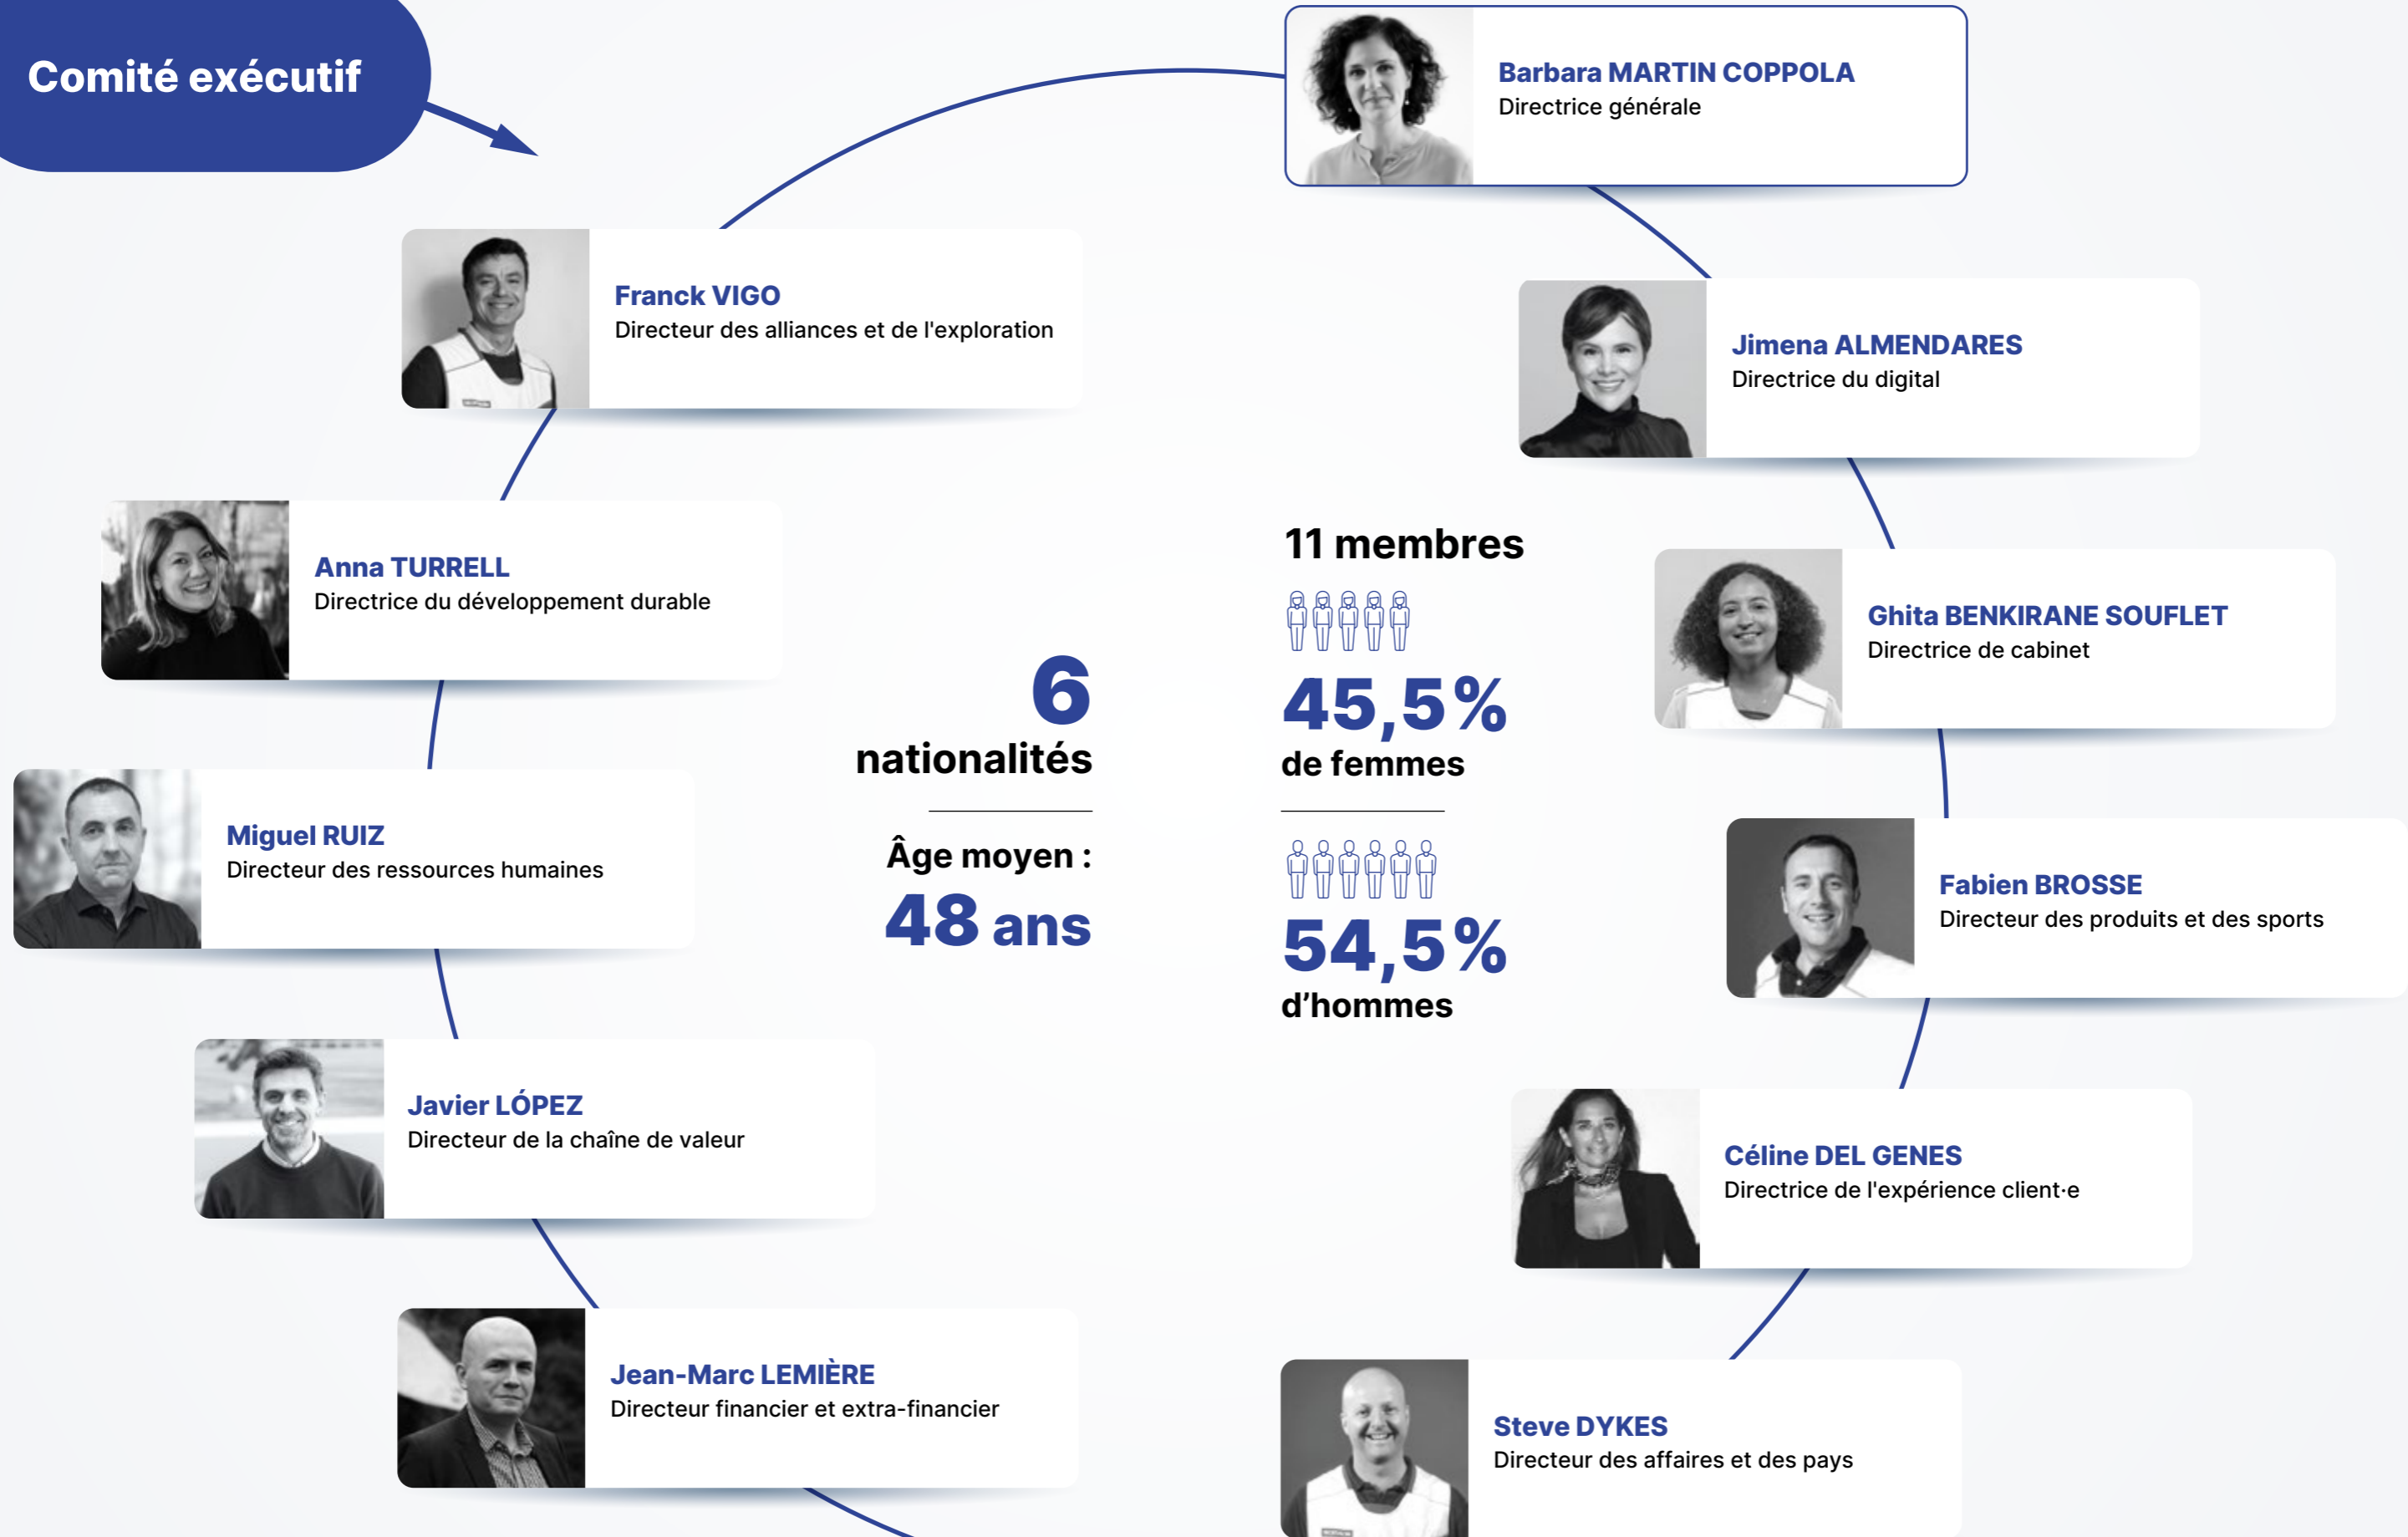 Comité exécutif
Barbara MARTIN COPPOLA
Directrice générale
Franck VIGO
Directeur des alliances et de l'exploration
Jimena ALMENDARES
Directrice du digital
Anna TURRELL
Directrice du développement durable
Ghita BENKIRANE SOUFLET
Directrice de cabinet
Miguel RUIZ
Directeur des ressources humaines
Fabien BROSSE
Directeur des produits et des sports
Javier LÓPEZ
Directeur de la chaîne de valeur
Céline DEL GENES
Directrice de l'expérience client·e
Jean-Marc LEMIÈRE
Directeur financier et extra-financier
Steve DYKES
Directeur des affaires et des pays
6
nationalités
Âge moyen :
48 ans
11 membres
45,5%
de femmes
54,5%
d’hommes